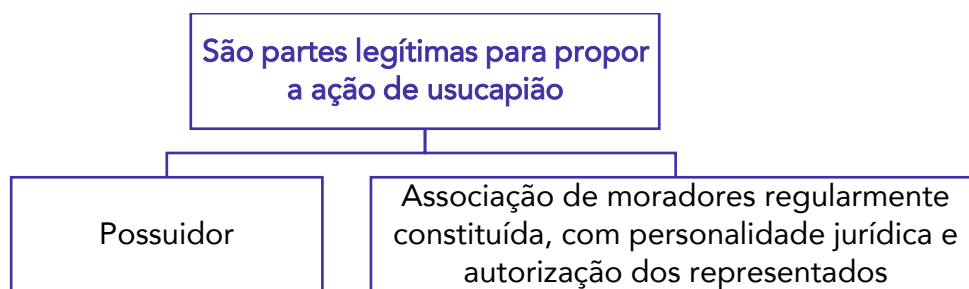 São partes legítimas para propor
a ação de usucapião
Possuidor
Associação de moradores regularmente
constituída, com personalidade jurídica e
autorização dos representados